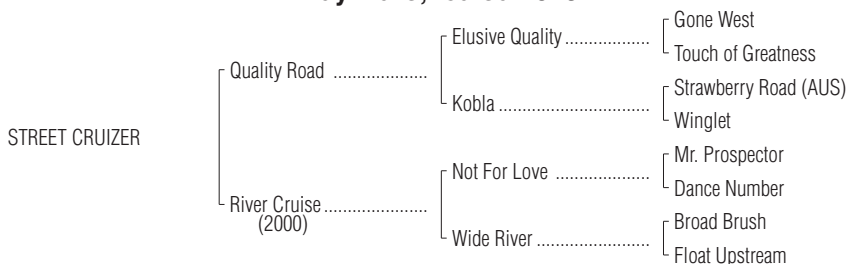 Gone West
Elusive Quality ..................
Touch of Greatness
Quality Road ....................
Strawberry Road (AUS)
Kobla ................................
Winglet
STREET CRUIZER
Mr. Prospector
Not For Love ....................
Dance Number
River Cruise ......................
(2000)
Broad Brush
Wide River ........................
Float Upstream